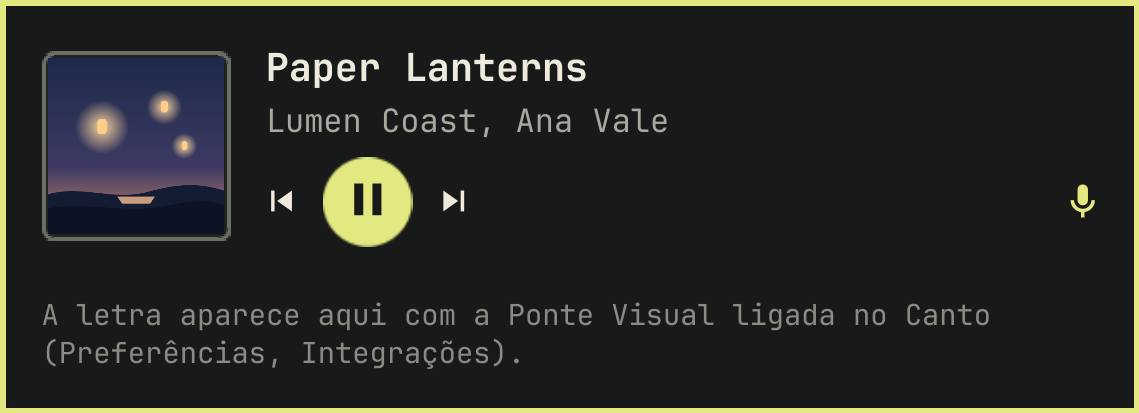 Paper Lanterns
Lumen Coast, Ana Vale
A letra aparece aqui com a Ponte Visual ligada no Canto
(Preferências, Integrações).